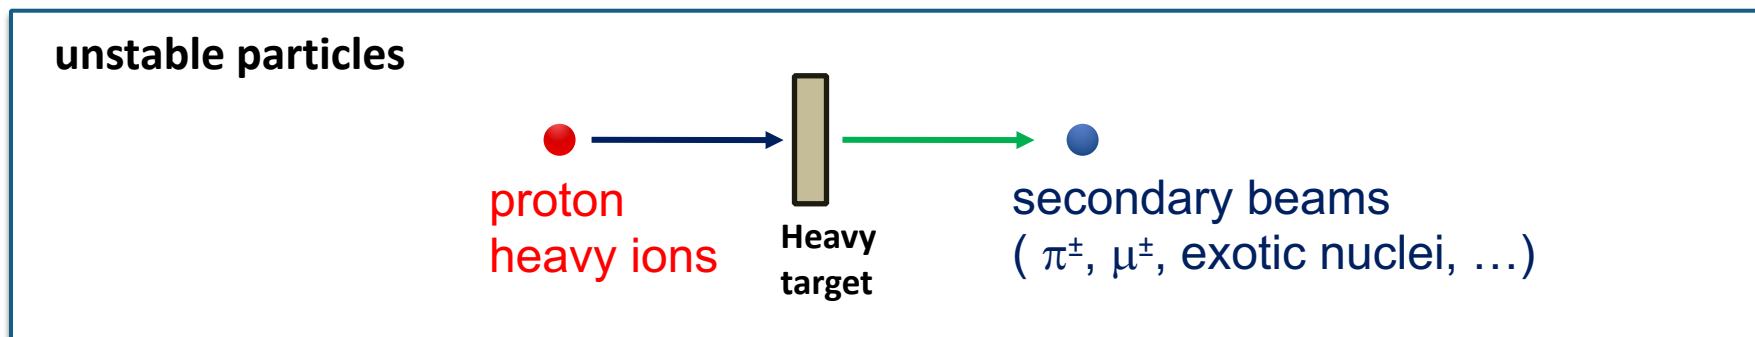 unstable particles
proton
heavy ions
Heavy
target
secondary beams
( π±, μ±, exotic nuclei, …)